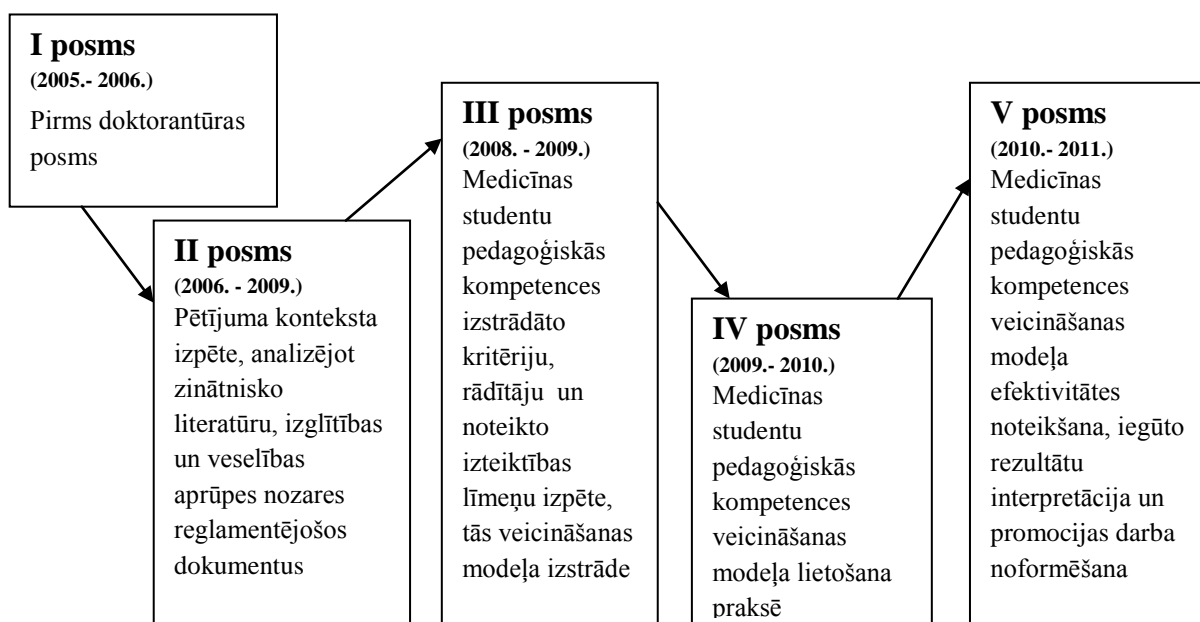 I posms
(2005.- 2006.)
Pirms doktorantūras
posms
II posms
(2006. - 2009.)
Pētījuma konteksta
izpēte, analizējot
zinātnisko
literatūru, izglītības
un veselības
aprūpes nozares
reglamentējošos
dokumentus
III posms
(2008. - 2009.)
Medicīnas
studentu
pedagoģiskās
kompetences
izstrādāto
kritēriju,
rādītāju un
noteikto
izteiktības
līmeņu izpēte,
tās veicināšanas
modeļa izstrāde
IV posms
(2009.- 2010.)
Medicīnas
studentu
pedagoģiskās
kompetences
veicināšanas
modeļa lietošana
praksē
V posms
(2010.- 2011.)
Medicīnas
studentu
pedagoģiskās
kompetences
veicināšanas
modeļa
efektivitātes
noteikšana, iegūto
rezultātu
interpretācija un
promocijas darba
noformēšana